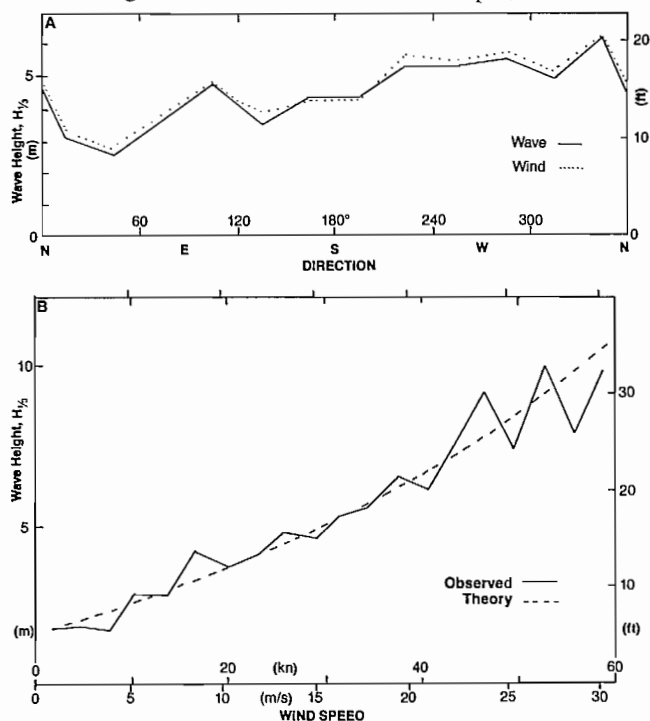 A
20
5
Wave Height, H⅓
(m)
(ft)
10
Wave
Wind
0
60
120
180°
240
300
0
N
E
S
W
N
DIRECTION
B
10
5
Wave Height, H⅓
(m)
30
20
10
(ft)
Observed
Theory
0
20
(kn)
40
60
0
5
10
(m/s)
15
20
25
30
WIND SPEEO